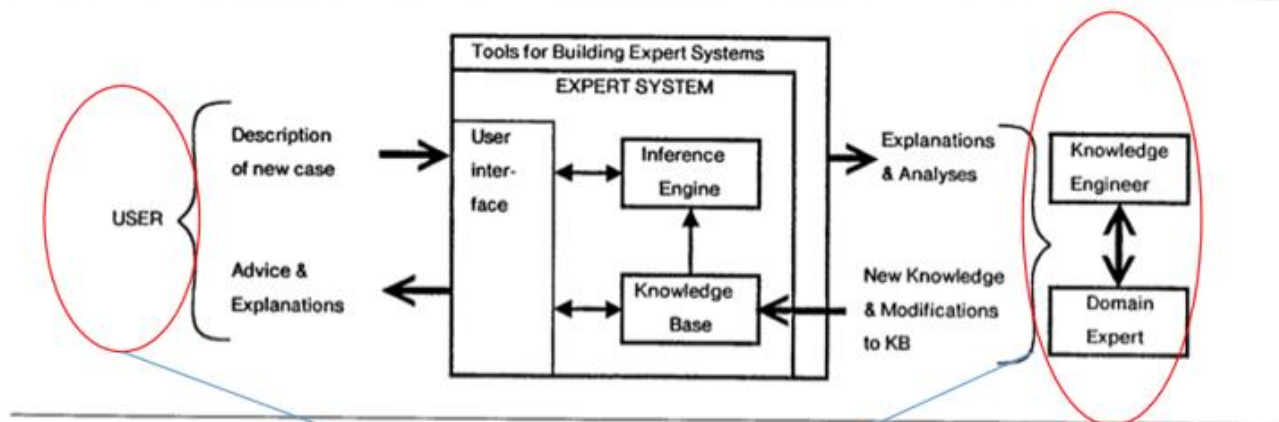 Tools for Building Expert Systems
EXPERT SYSTEM
USER
Description
of new case
Advice &
Explanations
User
inter-
face
Inference
Engine
Knowledge
Base
Explanations
& Analyses
New Knowledge
& Modifications
to KB
Knowledge
Engineer
Domain
Expert